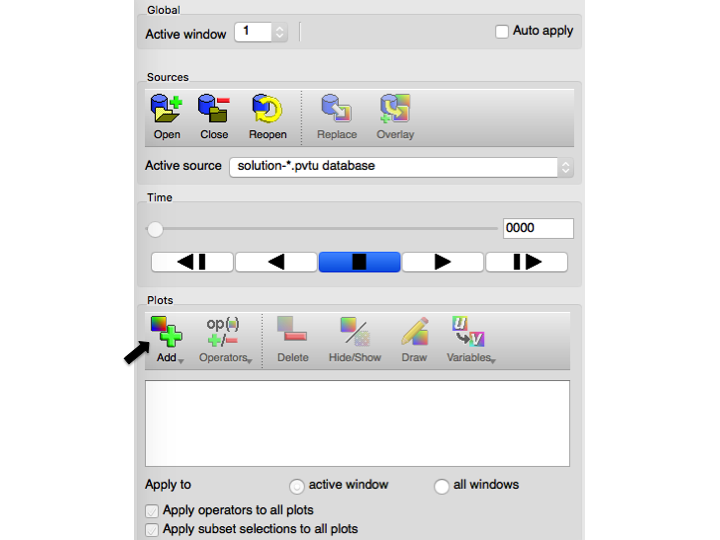 Global
Active window 1 Auto apply
Sources
Open Close Reopen Replace Overlay
Active source solution-*.pvtu database
Time
0000
Plots
op(▪)
+/−
u
v
Add Operators Delete Hide/Show Draw Variables
Apply to active window all windows
Apply operators to all plots
Apply subset selections to all plots